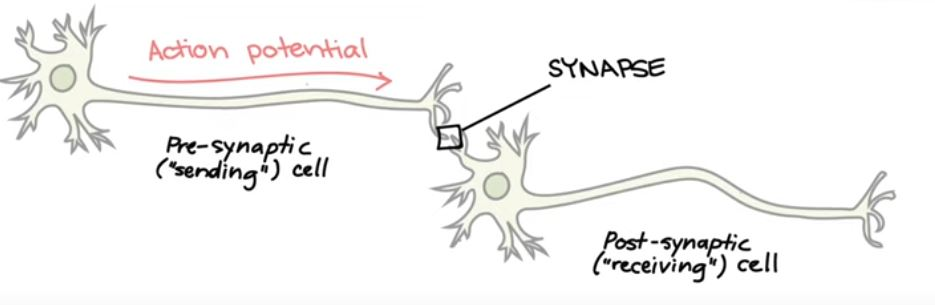 Action potential
SYNAPSE
Pre-synaptic
("sending") cell
Post-synaptic
("receiving") cell